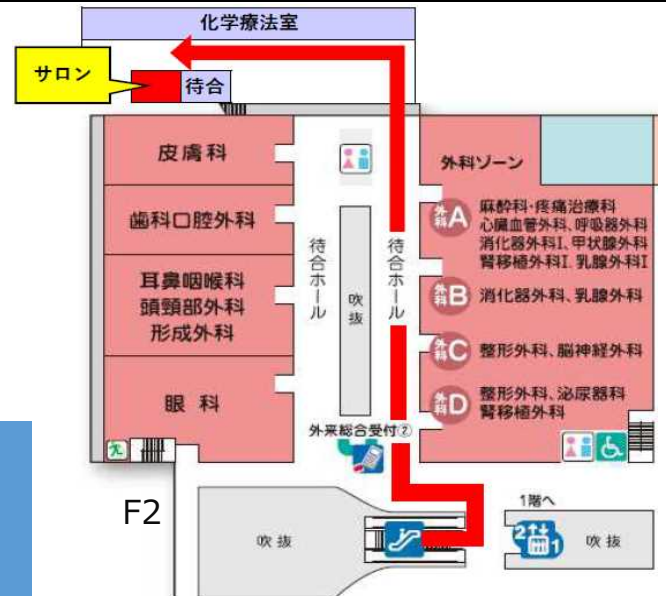 化学療法室
サロン
待合
皮膚科
歯科口腔外科
耳鼻咽喉科
頭頸部外科
形成外科
眼科
待合ホール
吹抜
待合ホール
外科ゾーン
外科A
麻酔科・疼痛治療科
心臓血管外科、呼吸器外科
消化器外科I、甲状腺外科
腎移植外科I、乳腺外科I
外科B
消化器外科、乳腺外科
外科C
整形外科、脳神経外科
外科D
整形外科、泌尿器科
腎移植外科
外来総合受付②
F2
吹抜
1階へ
2
1
吹抜